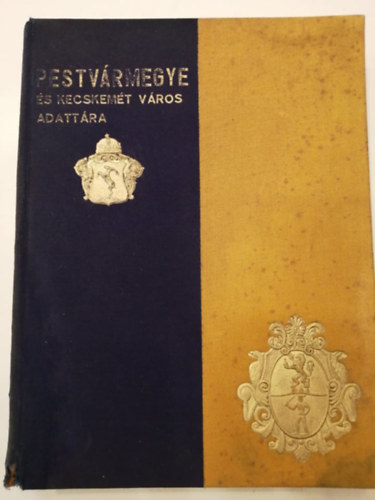 PESTVÁRMEGYE
ÉS KECSKEMÉT VÁROS
ADATTÁRA